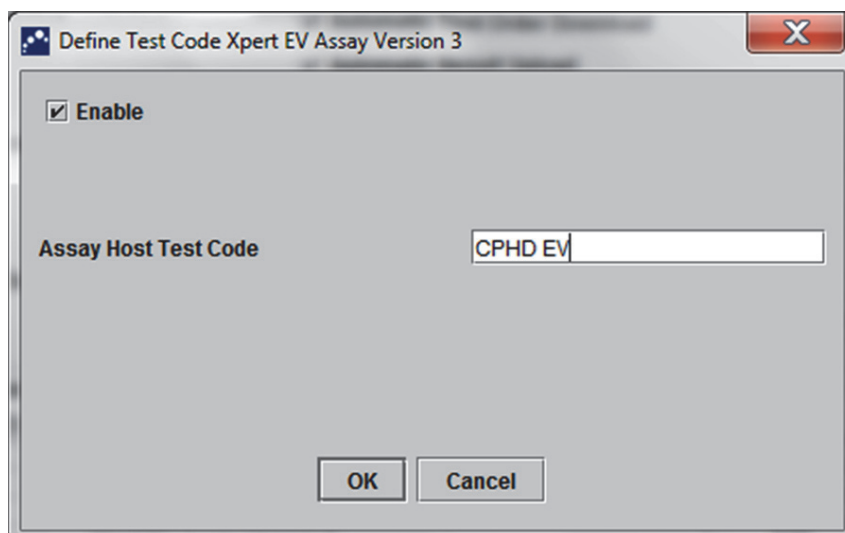 Define Test Code Xpert EV Assay Version 3
Enable
Assay Host Test Code
CPHD EV
OK
Cancel